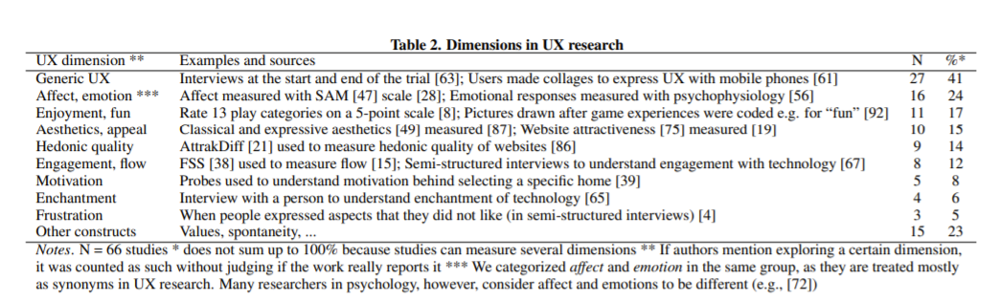 Table 2. Dimensions in UX research
UX dimension ** Examples and sources N %*
Generic UX Interviews at the start and end of the trial [63]; Users made collages to express UX with mobile phones [61] 27 41
Affect, emotion *** Affect measured with SAM [47] scale [28]; Emotional responses measured with psychophysiology [56] 16 24
Enjoyment, fun Rate 13 play categories on a 5-point scale [8]; Pictures drawn after game experiences were coded e.g. for “fun” [92] 11 17
Aesthetics, appeal Classical and expressive aesthetics [49] measured [87]; Website attractiveness [75] measured [19] 10 15
Hedonic quality AttrakDiff [21] used to measure hedonic quality of websites [86] 9 14
Engagement, flow FSS [38] used to measure flow [15]; Semi-structured interviews to understand engagement with technology [67] 8 12
Motivation Probes used to understand motivation behind selecting a specific home [39] 5 8
Enchantment Interview with a person to understand enchantment of technology [65] 4 6
Frustration When people expressed aspects that they did not like (in semi-structured interviews) [4] 3 5
Other constructs Values, spontaneity, ... 15 23
Notes. N = 66 studies * does not sum up to 100% because studies can measure several dimensions ** If authors mention exploring a certain dimension,
it was counted as such without judging if the work really reports it *** We categorized affect and emotion in the same group, as they are treated mostly
as synonyms in UX research. Many researchers in psychology, however, consider affect and emotions to be different (e.g., [72])